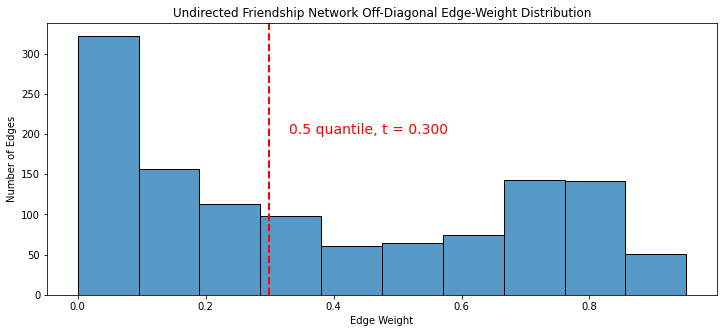 Undirected Friendship Network Off-Diagonal Edge-Weight Distribution
300
250
200
150
100
50
0
Number of Edges
0.5 quantile, t = 0.300
0.0 0.2 0.4 0.6 0.8
Edge Weight